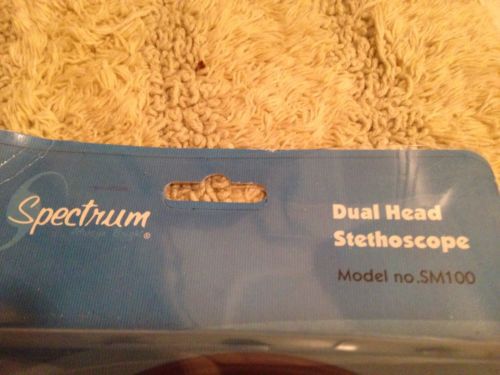 Spectrum
®
Dual Head
Stethoscope
Model no.SM100